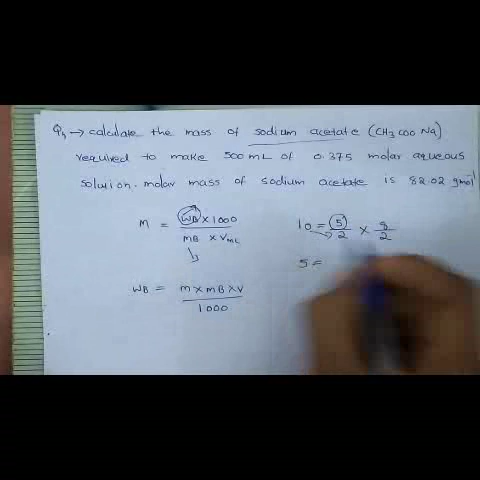 Q, → calculate the mass of sodium acetate (CH3COONa)
required to make 500 mL of 0.375 molar aqueous
solution. molar mass of sodium acetate is 82.02 gmol
M = WB × 1000 / MB × VmL
10 = 5/2 × 8/2
5 =
WB = M × MB × V / 1000